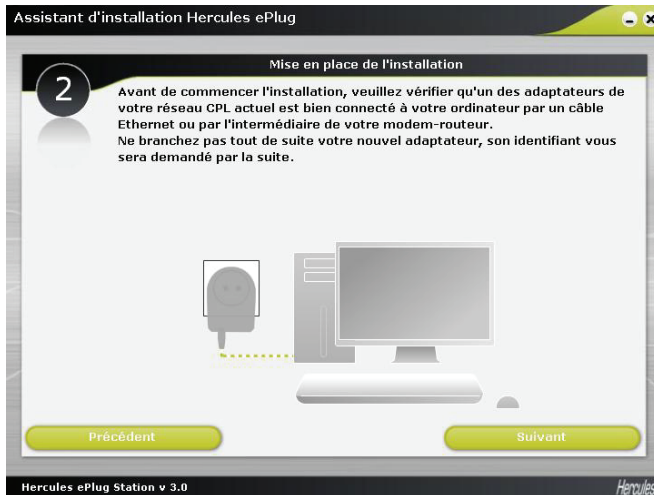 Assistant d'installation Hercules ePlug
Mise en place de l'installation
2
Avant de commencer l'installation, veuillez vérifier qu'un des adaptateurs de
votre réseau CPL actuel est bien connecté à votre ordinateur par un câble
Ethernet ou par l'intermédiaire de votre modem-routeur.
Ne branchez pas tout de suite votre nouvel adaptateur, son identifiant vous
sera demandé par la suite.
Précédent
Suivant
Hercules ePlug Station v 3.0
Hercules